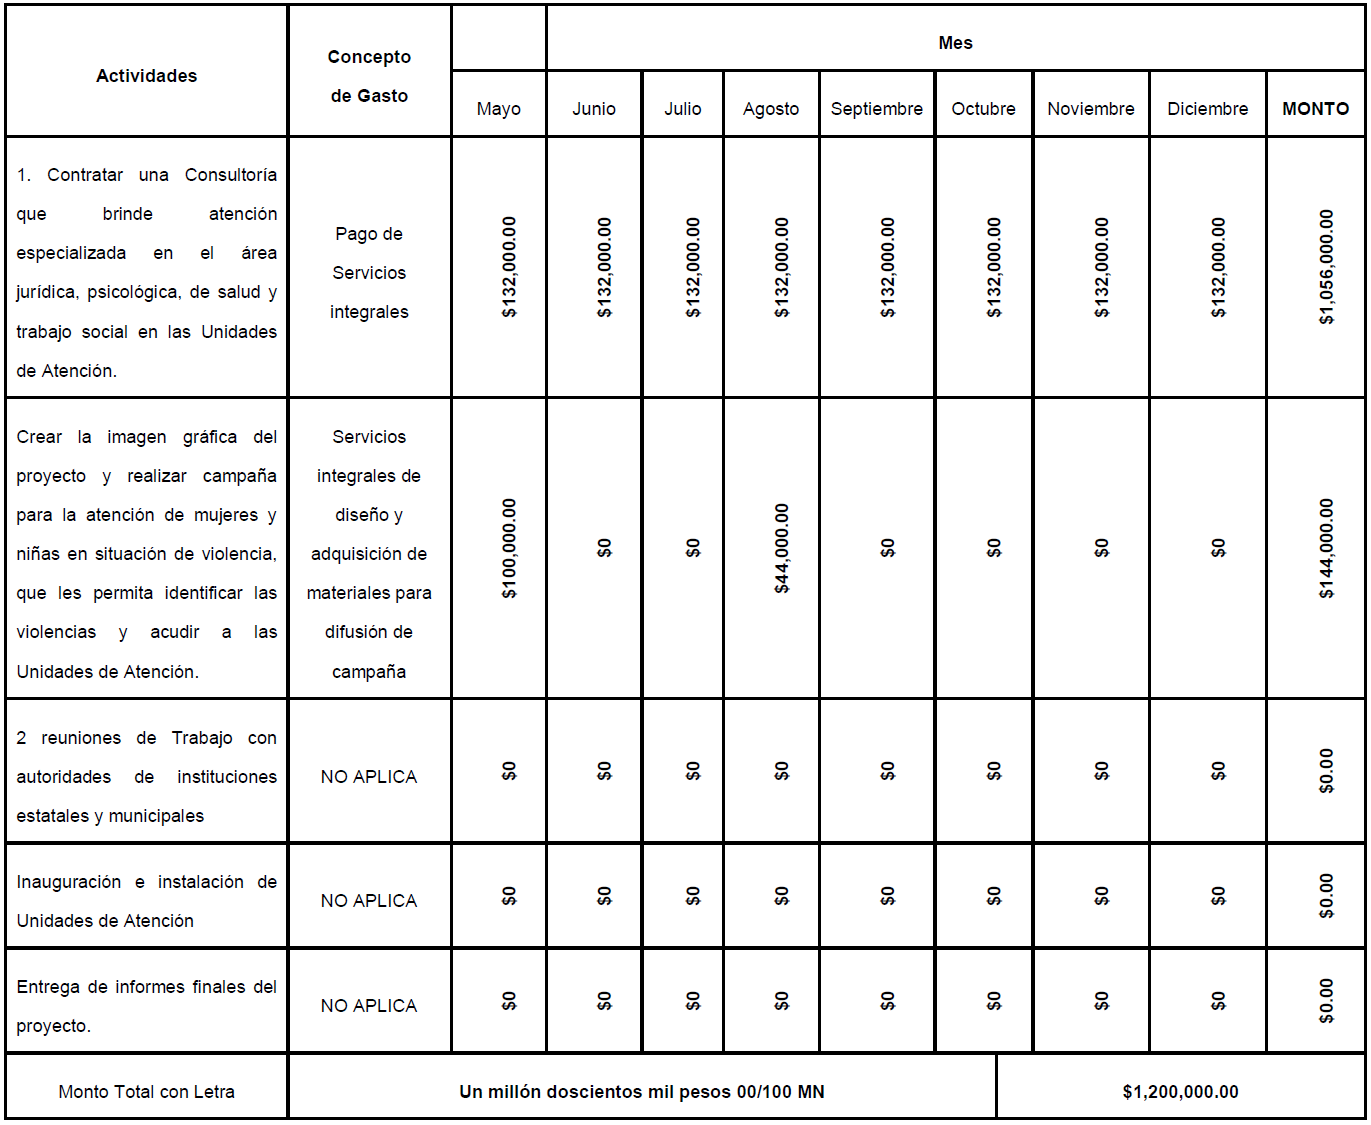 Actividades
Concepto
de Gasto
Mes
Mayo
Junio
Julio
Agosto
Septiembre
Octubre
Noviembre
Diciembre
MONTO
1. Contratar una Consultoría
que brinde atención
especializada en el área
jurídica, psicológica, de salud y
trabajo social en las Unidades
de Atención.
Pago de
Servicios
integrales
$132,000.00
$132,000.00
$132,000.00
$132,000.00
$132,000.00
$132,000.00
$132,000.00
$132,000.00
$1,056,000.00
Crear la imagen gráfica del
proyecto y realizar campaña
para la atención de mujeres y
niñas en situación de violencia,
que les permita identificar las
violencias y acudir a las
Unidades de Atención.
Servicios
integrales de
diseño y
adquisición de
materiales para
difusión de
campaña
$100,000.00
$0
$0
$44,000.00
$0
$0
$0
$0
$144,000.00
2 reuniones de Trabajo con
autoridades de instituciones
estatales y municipales
NO APLICA
$0
$0
$0
$0
$0
$0
$0
$0
$0.00
Inauguración e instalación de
Unidades de Atención
NO APLICA
$0
$0
$0
$0
$0
$0
$0
$0
$0.00
Entrega de informes finales del
proyecto.
NO APLICA
$0
$0
$0
$0
$0
$0
$0
$0
$0.00
Monto Total con Letra
Un millón doscientos mil pesos 00/100 MN
$1,200,000.00